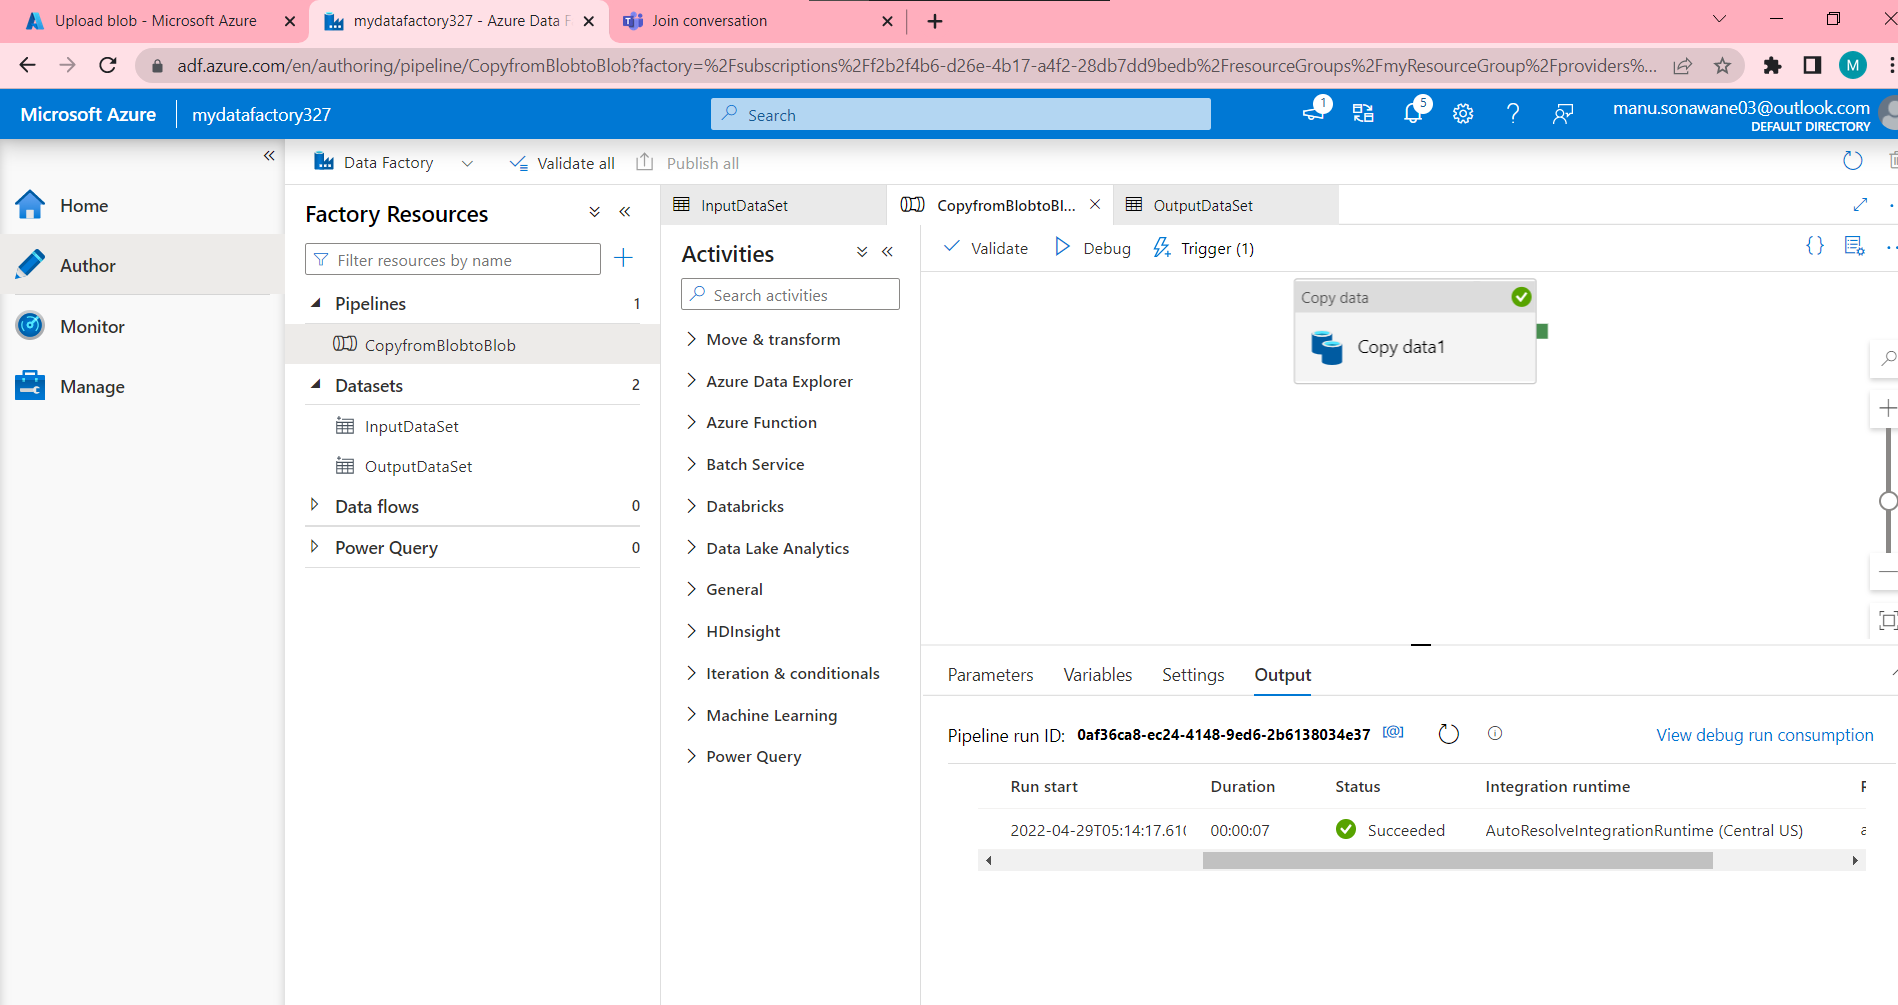 Upload blob - Microsoft Azure
mydatafactory327 - Azure Data F
Join conversation
adf.azure.com/en/authoring/pipeline/CopyfromBlobtoBlob?factory=%2Fsubscriptions%2Ff2b2f4b6-d26e-4b17-a4f2-28db7dd9bedb%2FresourceGroups%2FmyResourceGroup%2Fproviders%...
M
Microsoft Azure
mydatafactory327
Search
1
5
manu.sonawane03@outlook.com
DEFAULT DIRECTORY
Data Factory
Validate all
Publish all
Home
Author
Monitor
Manage
Factory Resources
Filter resources by name
Pipelines 1
CopyfromBlobtoBlob
Datasets 2
InputDataSet
OutputDataSet
Data flows 0
Power Query 0
InputDataSet
CopyfromBlobtoBl...
OutputDataSet
Activities
Search activities
Move & transform
Azure Data Explorer
Azure Function
Batch Service
Databricks
Data Lake Analytics
General
HDInsight
Iteration & conditionals
Machine Learning
Power Query
Validate
Debug
Trigger (1)
Copy data
Copy data1
Parameters Variables Settings Output
Pipeline run ID: 0af36ca8-ec24-4148-9ed6-2b6138034e37
View debug run consumption
Run start Duration Status Integration runtime
2022-04-29T05:14:17.61 00:00:07 Succeeded AutoResolveIntegrationRuntime (Central US)